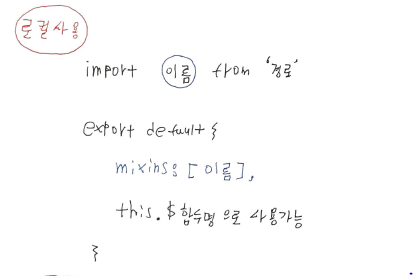 로컬사용
import 이름 from '경로'
export default {
mixins: [이름],
this.$함수명 으로 사용가능
}